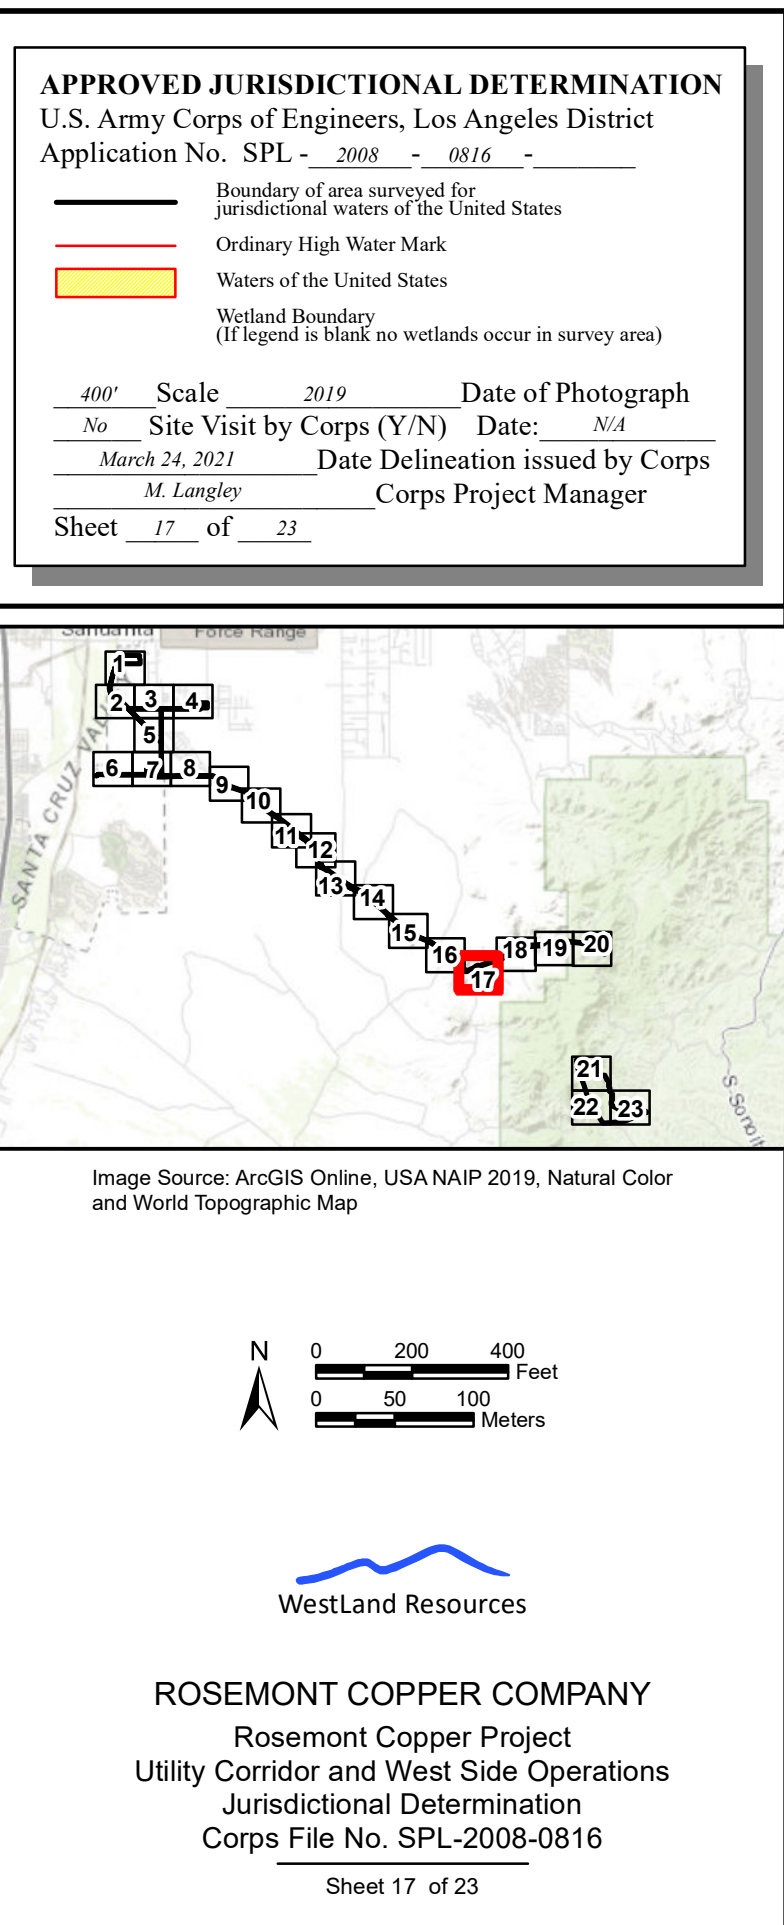 APPROVED JURISDICTIONAL DETERMINATION
U.S. Army Corps of Engineers, Los Angeles District
Application No. SPL - 2008 - 0816 -
Boundary of area surveyed for
jurisdictional waters of the United States
Ordinary High Water Mark
Waters of the United States
Wetland Boundary
(If legend is blank no wetlands occur in survey area)
400' Scale 2019 Date of Photograph
No Site Visit by Corps (Y/N) Date: N/A
March 24, 2021 Date Delineation issued by Corps
M. Langley Corps Project Manager
Sheet 17 of 23
Force Range
1
2 3 4
5
6 7 8
9
10
11
12
13
14
15
16
17
18 19 20
21
22 23
SANTA CRUZ VALLEY
Image Source: ArcGIS Online, USA NAIP 2019, Natural Color
and World Topographic Map
N
0 200 400
Feet
0 50 100
Meters
WestLand Resources
ROSEMONT COPPER COMPANY
Rosemont Copper Project
Utility Corridor and West Side Operations
Jurisdictional Determination
Corps File No. SPL-2008-0816
Sheet 17 of 23